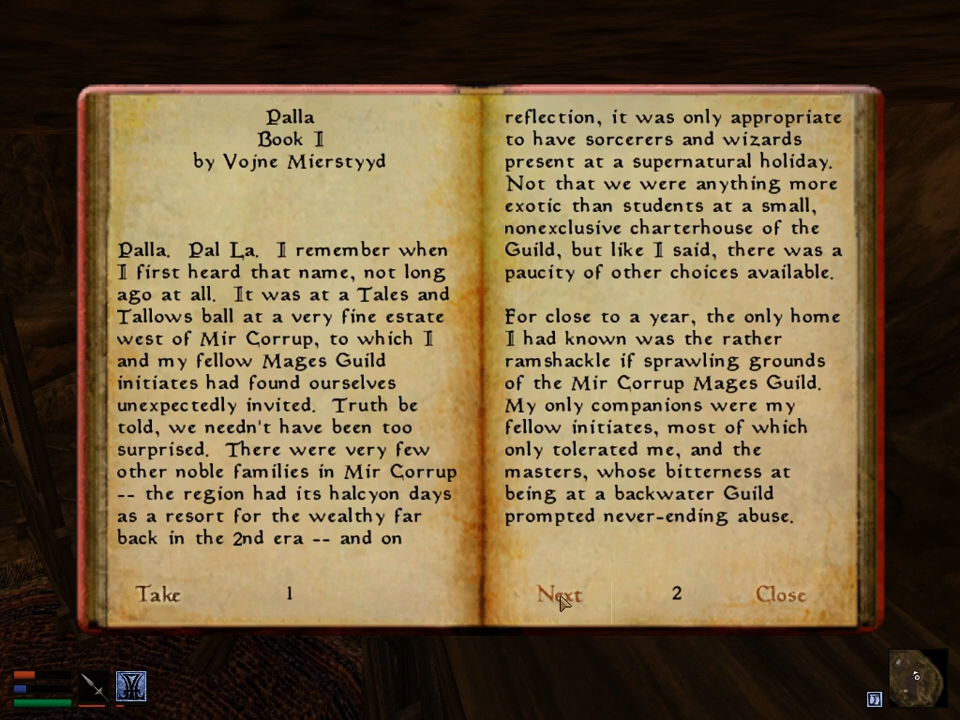 Palla
Book I
by Vojne Mierstyyd
Palla. Pal La. I remember when
I first heard that name, not long
ago at all. It was at a Tales and
Tallows ball at a very fine estate
west of Mir Corrup, to which I
and my fellow Mages Guild
initiates had found ourselves
unexpectedly invited. Truth be
told, we needn't have been too
surprised. There were very few
other noble families in Mir Corrup
-- the region had its halcyon days
as a resort for the wealthy far
back in the 2nd era -- and on
reflection, it was only appropriate
to have sorcerers and wizards
present at a supernatural holiday.
Not that we were anything more
exotic than students at a small,
nonexclusive charterhouse of the
Guild, but like I said, there was a
paucity of other choices available.
For close to a year, the only home
I had known was the rather
ramshackle if sprawling grounds
of the Mir Corrup Mages Guild.
My only companions were my
fellow initiates, most of which
only tolerated me, and the
masters, whose bitterness at
being at a backwater Guild
prompted never-ending abuse.
Take 1 Next 2 Close